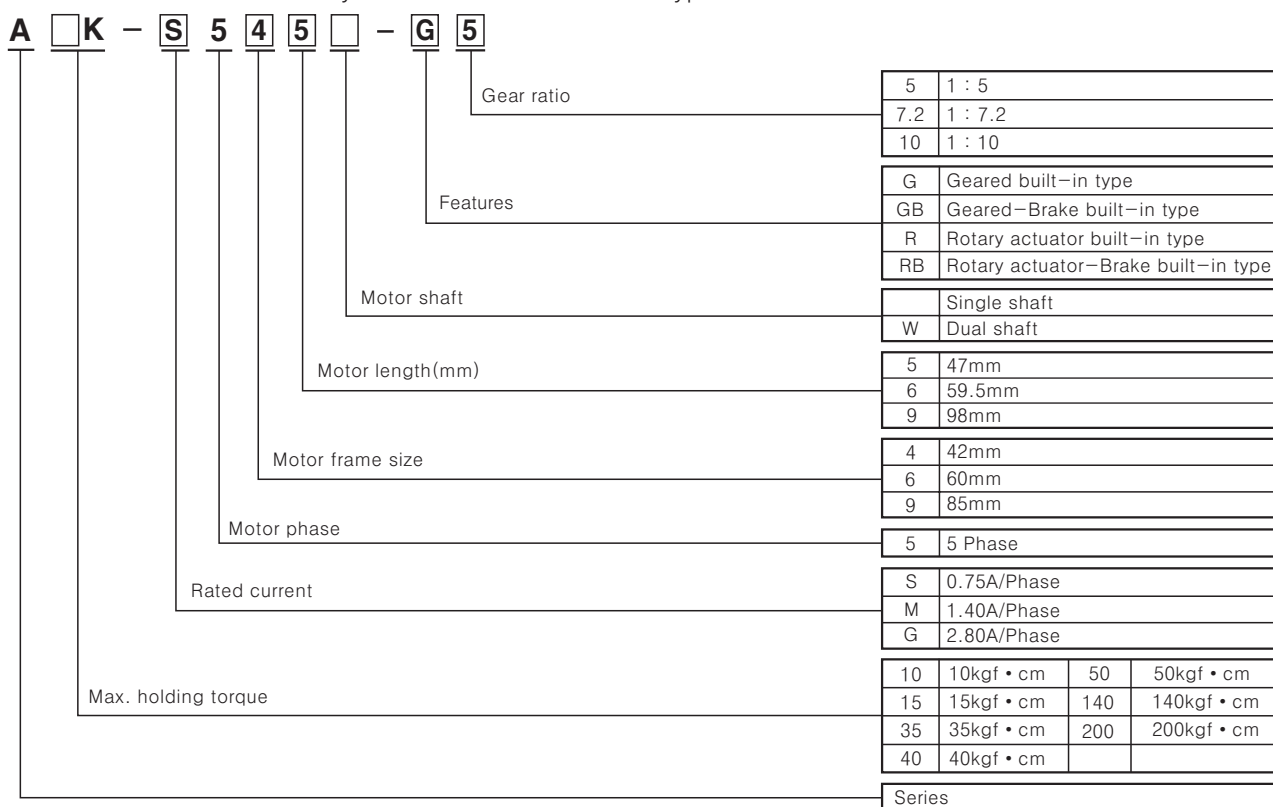 A □K - S 5 4 5 □ - G 5
Gear ratio
5 1 : 5
7.2 1 : 7.2
10 1 : 10
Features
G Geared built-in type
GB Geared-Brake built-in type
R Rotary actuator built-in type
RB Rotary actuator-Brake built-in type
Motor shaft
Single shaft
W Dual shaft
Motor length(mm)
5 47mm
6 59.5mm
9 98mm
Motor frame size
4 42mm
6 60mm
9 85mm
Motor phase
5 5 Phase
Rated current
S 0.75A/Phase
M 1.40A/Phase
G 2.80A/Phase
Max. holding torque
10 10kgf•cm 50 50kgf•cm
15 15kgf•cm 140 140kgf•cm
35 35kgf•cm 200 200kgf•cm
40 40kgf•cm
Series